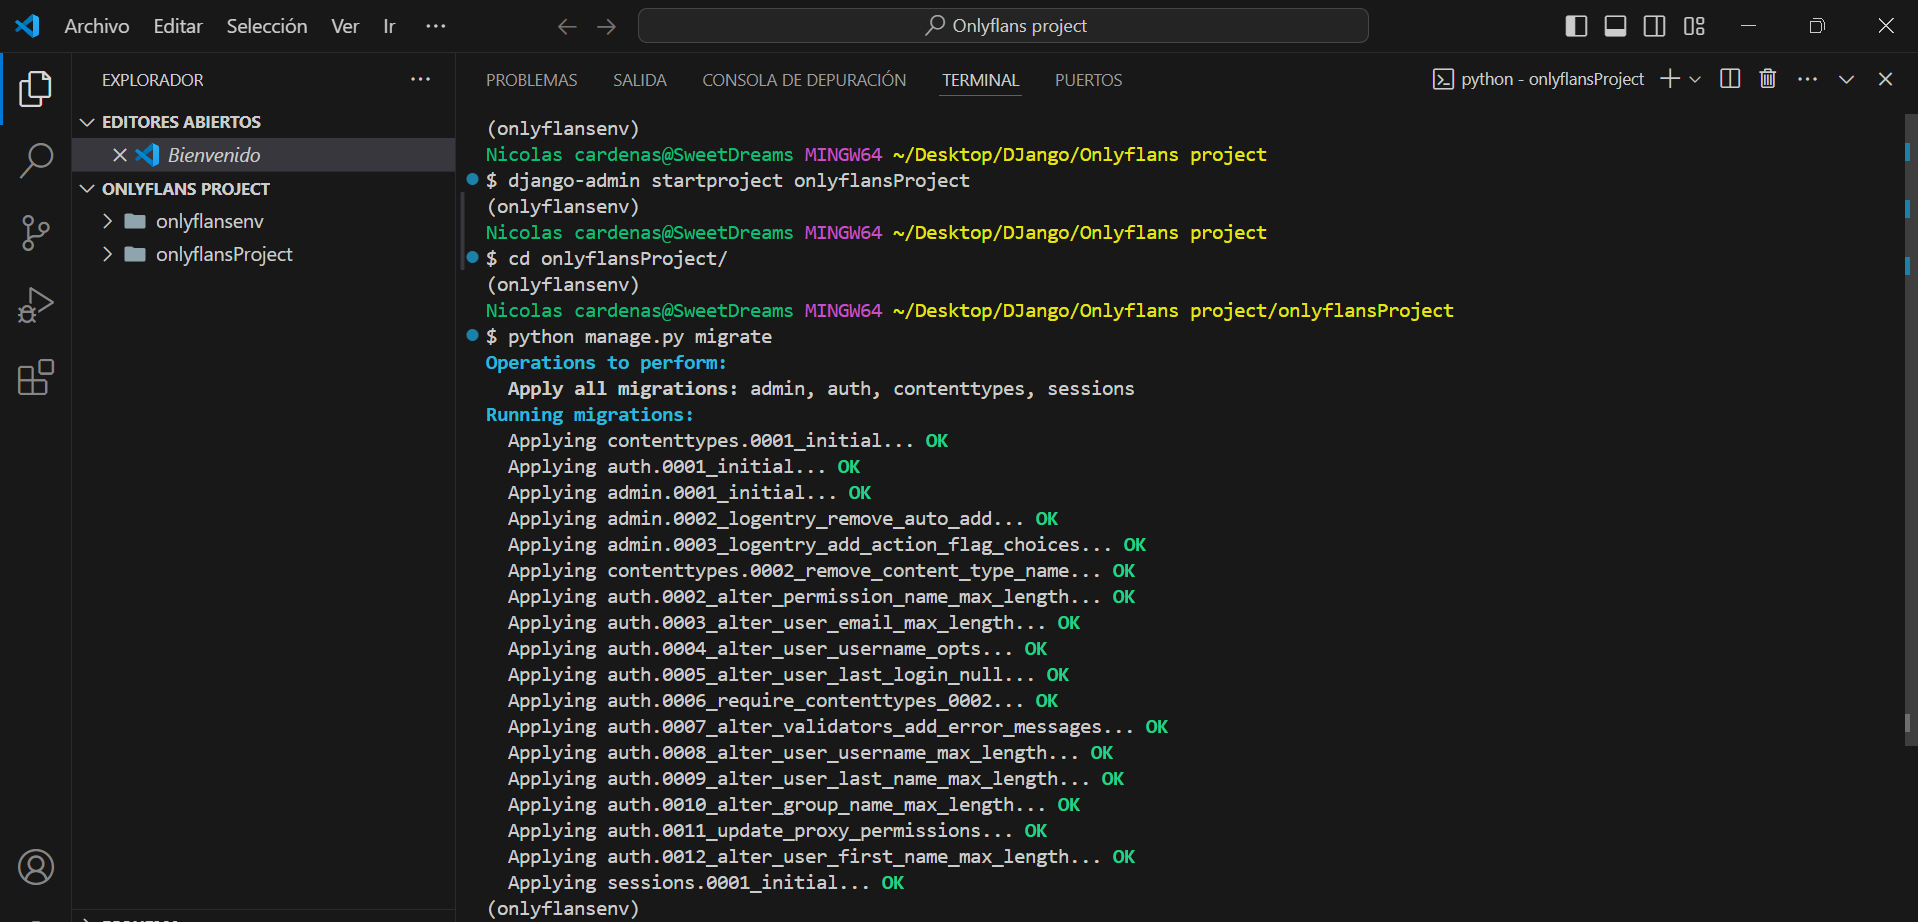 Archivo Editar Selección Ver Ir ··· Onlyflans project
EXPLORADOR ···
EDITORES ABIERTOS
Bienvenido
ONLYFLANS PROJECT
onlyflansenv
onlyflansProject
PROBLEMAS SALIDA CONSOLA DE DEPURACIÓN TERMINAL PUERTOS python - onlyflansProject
(onlyflansenv)
Nicolas cardenas@SweetDreams MINGW64 ~/Desktop/DJango/Onlyflans project
$ django-admin startproject onlyflansProject
(onlyflansenv)
Nicolas cardenas@SweetDreams MINGW64 ~/Desktop/DJango/Onlyflans project
$ cd onlyflansProject/
(onlyflansenv)
Nicolas cardenas@SweetDreams MINGW64 ~/Desktop/DJango/Onlyflans project/onlyflansProject
$ python manage.py migrate
Operations to perform:
  Apply all migrations: admin, auth, contenttypes, sessions
Running migrations:
  Applying contenttypes.0001_initial... OK
  Applying auth.0001_initial... OK
  Applying admin.0001_initial... OK
  Applying admin.0002_logentry_remove_auto_add... OK
  Applying admin.0003_logentry_add_action_flag_choices... OK
  Applying contenttypes.0002_remove_content_type_name... OK
  Applying auth.0002_alter_permission_name_max_length... OK
  Applying auth.0003_alter_user_email_max_length... OK
  Applying auth.0004_alter_user_username_opts... OK
  Applying auth.0005_alter_user_last_login_null... OK
  Applying auth.0006_require_contenttypes_0002... OK
  Applying auth.0007_alter_validators_add_error_messages... OK
  Applying auth.0008_alter_user_username_max_length... OK
  Applying auth.0009_alter_user_last_name_max_length... OK
  Applying auth.0010_alter_group_name_max_length... OK
  Applying auth.0011_update_proxy_permissions... OK
  Applying auth.0012_alter_user_first_name_max_length... OK
  Applying sessions.0001_initial... OK
(onlyflansenv)